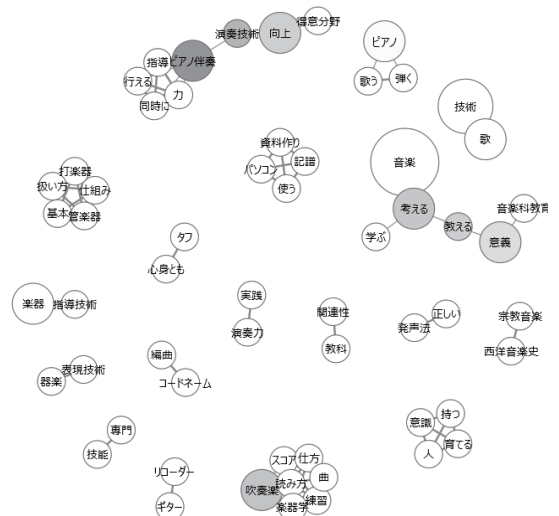 得意分野
演奏技術
向上
指導
ピアノ伴奏
行える
力
同時に
ピアノ
歌う
弾く
技術
歌
資料作り
パソコン
記譜
使う
音楽
打楽器
扱い方
仕組み
基本
管楽器
考える
教える
音楽科教育
学ぶ
意義
タフ
心身とも
楽器
指導技術
実践
演奏力
関連性
教科
正しい
発声法
宗教音楽
西洋音楽史
編曲
コードネーム
表現技術
器楽
専門
技能
意識
持つ
人
育てる
リコーダー
ギター
スコア
仕方
曲
読み方
吹奏楽
練習
楽器学